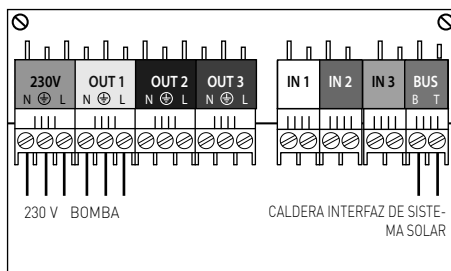 230V OUT 1 OUT 2 OUT 3 IN 1 IN 2 IN 3 BUS
N L N L N L N L B T
230 V BOMBA CALDERA INTERFAZ DE SISTE-
MA SOLAR